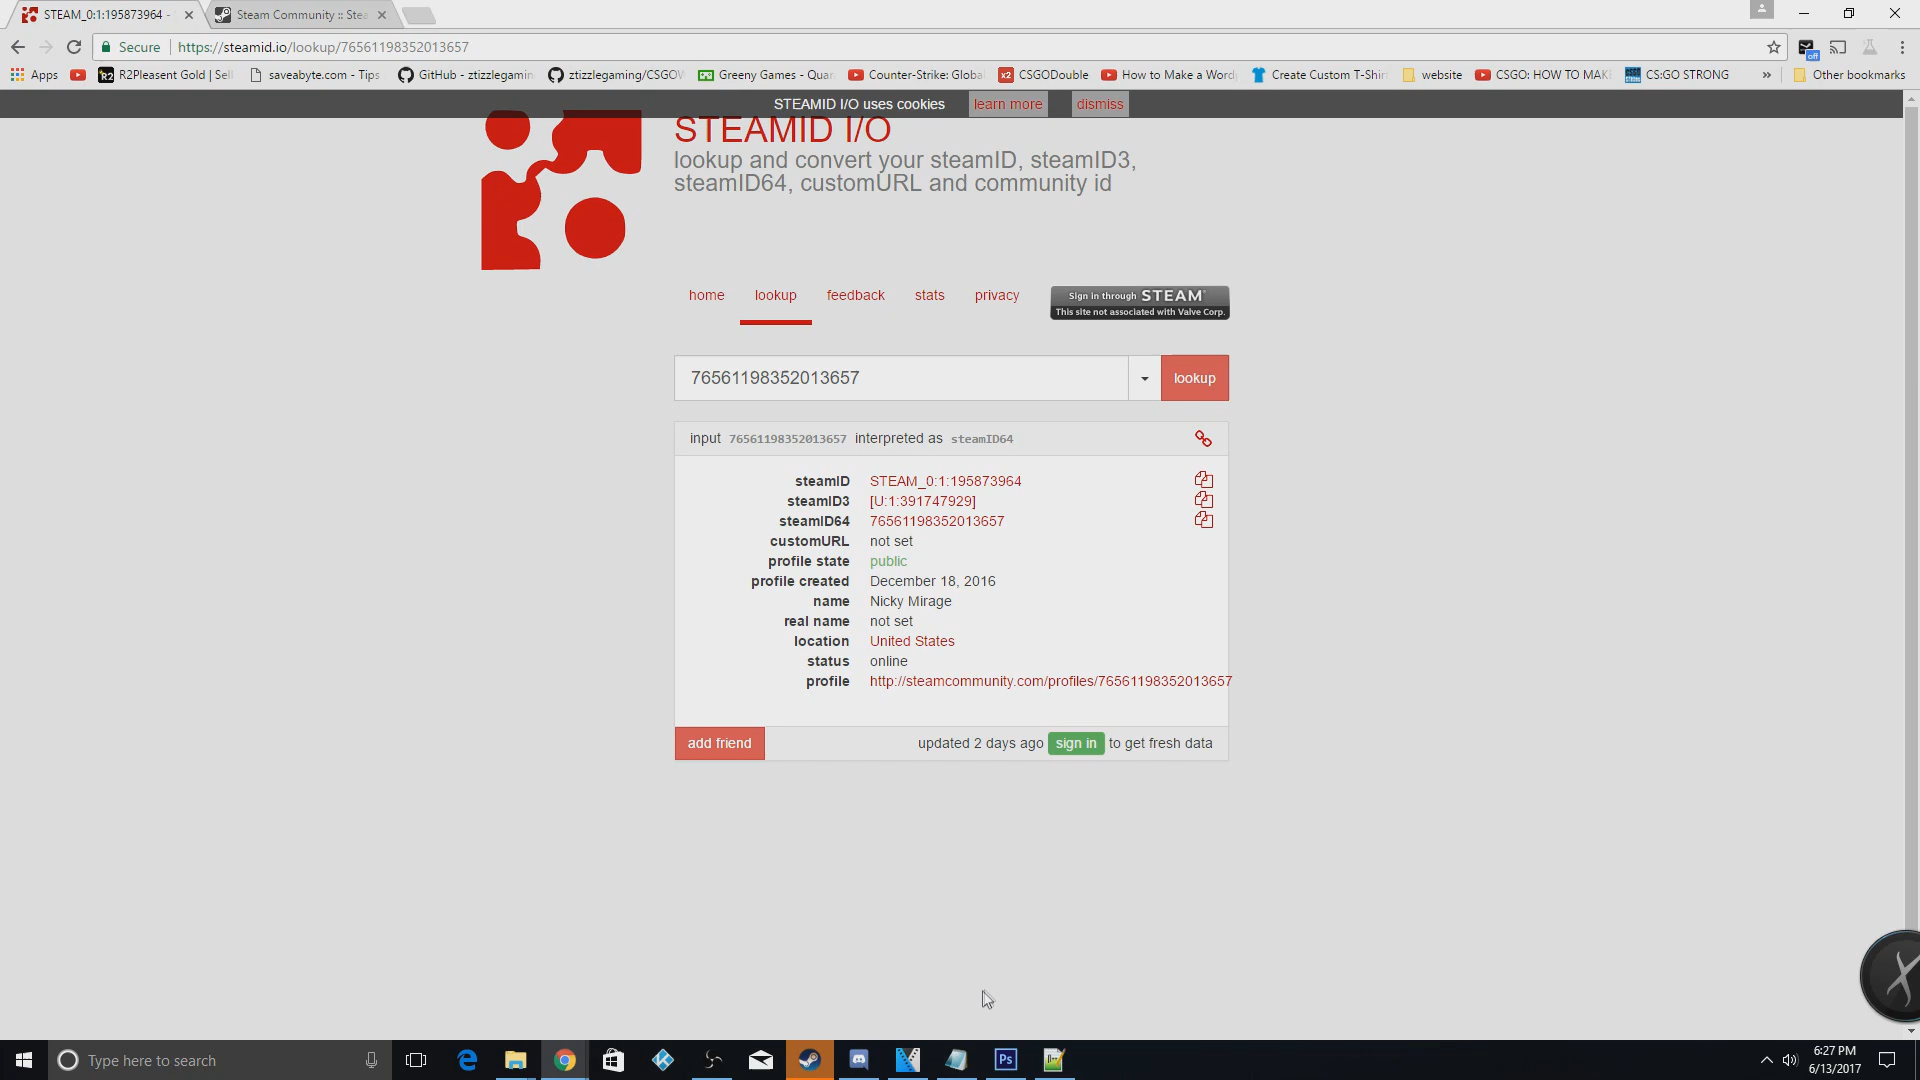 STEAM_0:1:195873964 -
Steam Community :: Stea
Secure
https://steamid.io/lookup/76561198352013657
Apps
R2Pleasent Gold | Sel
saveabyte.com - Tips
GitHub - ztizzlegamin
ztizzlegaming/CSGOW
Greeny Games - Quar
Counter-Strike: Global
CSGODouble
How to Make a Word
Create Custom T-Shir
website
CSGO: HOW TO MAK
CS:GO STRONG
»
Other bookmarks
STEAMID I/O uses cookies learn more dismiss
STEAMID I/O
lookup and convert your steamID, steamID3,
steamID64, customURL and community id
home lookup feedback stats privacy
Sign in through STEAM
This site not associated with Valve Corp.
76561198352013657
lookup
input 76561198352013657 interpreted as steamID64
steamID STEAM_0:1:195873964
steamID3 [U:1:391747929]
steamID64 76561198352013657
customURL not set
profile state public
profile created December 18, 2016
name Nicky Mirage
real name not set
location United States
status online
profile http://steamcommunity.com/profiles/76561198352013657
add friend updated 2 days ago sign in to get fresh data
Type here to search
Ps
6:27 PM
6/13/2017